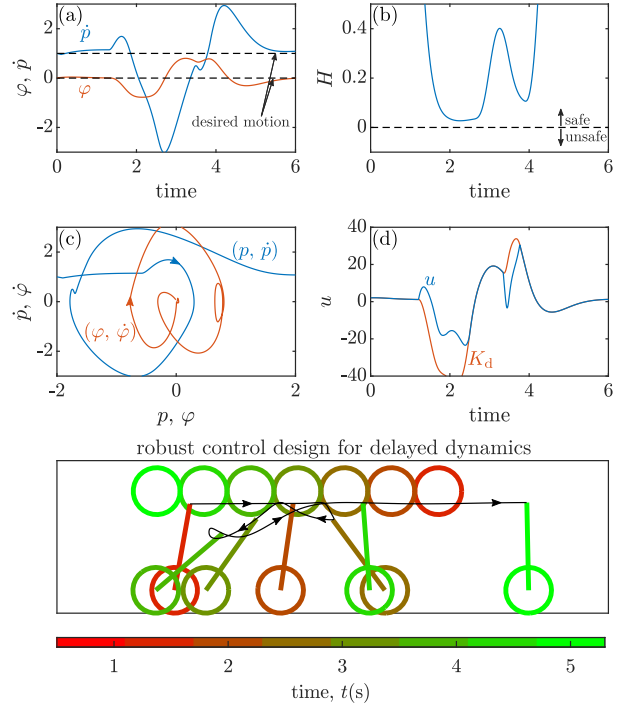 (a)
ṗ
φ
desired motion
φ, ṗ
2
0
-2
0 2 4 6
time
(b)
H
0.4
0.2
0
safe
unsafe
0 2 4 6
time
(c)
(p, ṗ)
(φ, φ̇)
ṗ, φ̇
2
0
-2
-2 0 2
p, φ
(d)
u
K_d
u
40
20
0
-20
-40
0 2 4 6
time
robust control design for delayed dynamics
1 2 3 4 5
time, t(s)